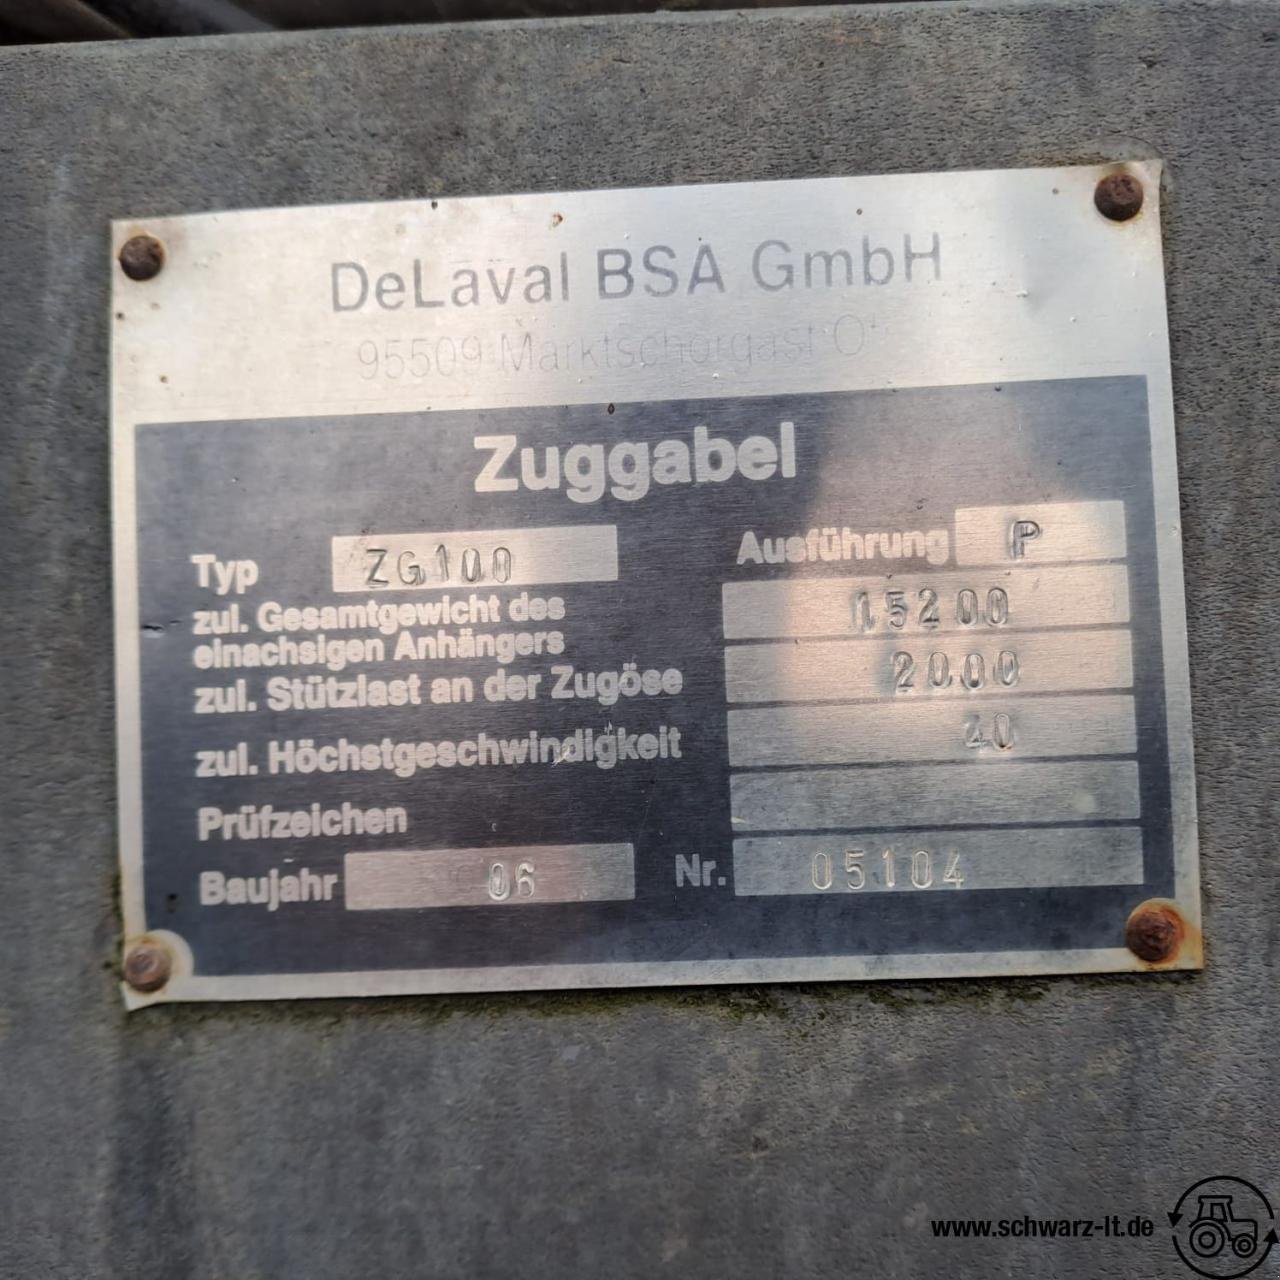 DeLaval BSA GmbH
95509 Marktschorgast
Zuggabel
Typ ZG100 Ausführung P
zul. Gesamtgewicht des
einachsigen Anhängers 15200
zul. Stützlast an der Zugöse 2000
zul. Höchstgeschwindigkeit 40
Prüfzeichen
Baujahr 06 Nr. 05104
www.schwarz-lt.de